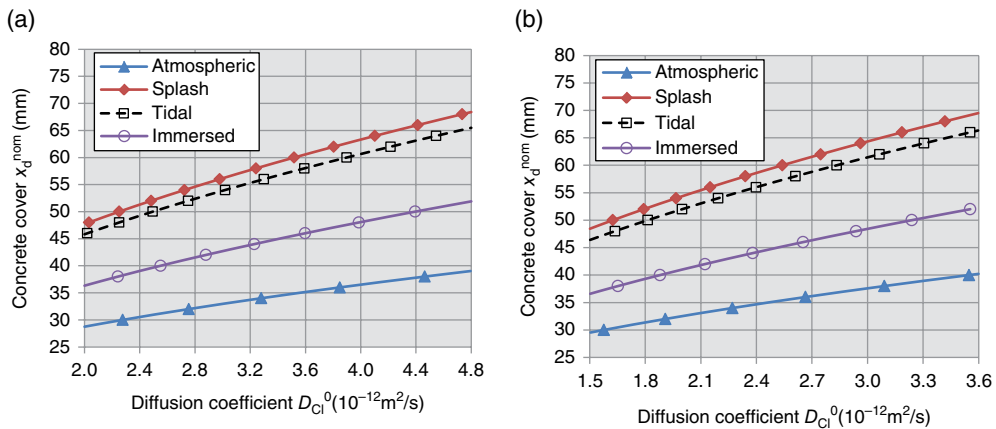 (a)
Concrete cover x_d^nom (mm)
80
75
70
65
60
55
50
45
40
35
30
25
Atmospheric
Splash
Tidal
Immersed
2.0 2.4 2.8 3.2 3.6 4.0 4.4 4.8
Diffusion coefficient D_Cl^0(10^−12m^2/s)
(b)
Concrete cover x_d^nom (mm)
80
75
70
65
60
55
50
45
40
35
30
25
Atmospheric
Splash
Tidal
Immersed
1.5 1.8 2.1 2.4 2.7 3.0 3.3 3.6
Diffusion coefficient D_Cl^0(10^−12m^2/s)